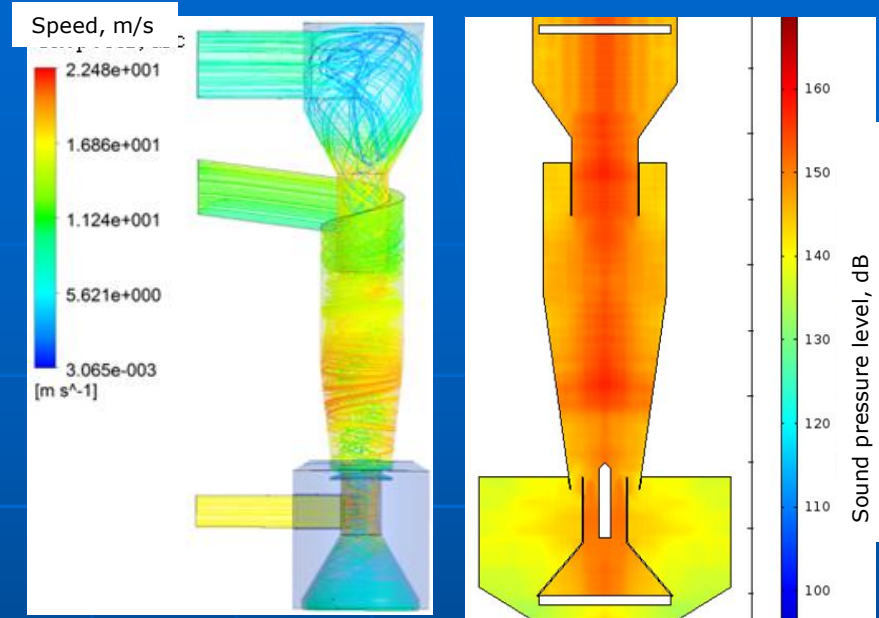 Speed, m/s
2.248e+001
1.686e+001
1.124e+001
5.621e+000
3.065e-003
[m s^-1]
160
150
140
130
120
110
100
Sound pressure level, dB